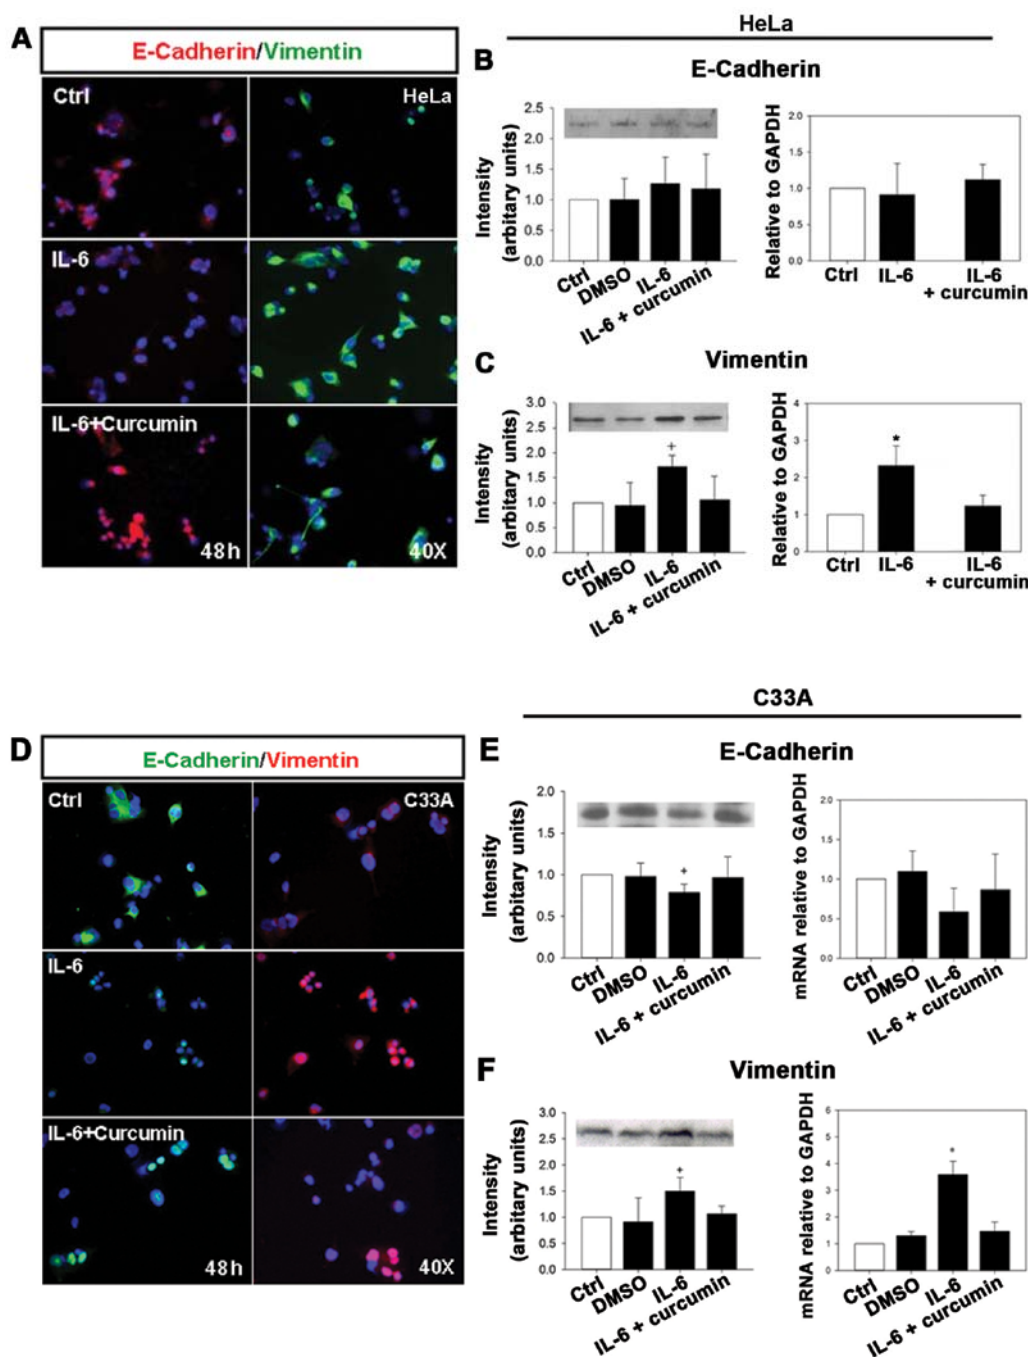 A
E-Cadherin/Vimentin
Ctrl
HeLa
IL-6
IL-6+Curcumin
48h
40X
HeLa
B
E-Cadherin
Intensity
(arbitary units)
2.5
2.0
1.5
1.0
0.5
0.0
Ctrl
DMSO
IL-6
IL-6 + curcumin
Relative to GAPDH
2.0
1.5
1.0
0.5
0.0
Ctrl
IL-6
IL-6
+ curcumin
C
Vimentin
Intensity
(arbitary units)
3.0
2.5
2.0
1.5
1.0
0.5
0.0
+
Ctrl
DMSO
IL-6
IL-6 + curcumin
Relative to GAPDH
4
3
2
1
0
*
Ctrl
IL-6
IL-6
+ curcumin
D
E-Cadherin/Vimentin
Ctrl
C33A
IL-6
IL-6+Curcumin
48h
40X
C33A
E
E-Cadherin
Intensity
(arbitary units)
2.0
1.5
1.0
0.5
0.0
+
Ctrl
DMSO
IL-6
IL-6 + curcumin
mRNA relative to GAPDH
2.0
1.5
1.0
0.5
0.0
Ctrl
DMSO
IL-6
IL-6 + curcumin
F
Vimentin
Intensity
(arbitary units)
3.0
2.5
2.0
1.5
1.0
0.5
0.0
+
Ctrl
DMSO
IL-6
IL-6 + curcumin
mRNA relative to GAPDH
6
5
4
3
2
1
0
*
Ctrl
DMSO
IL-6
IL-6 + curcumin